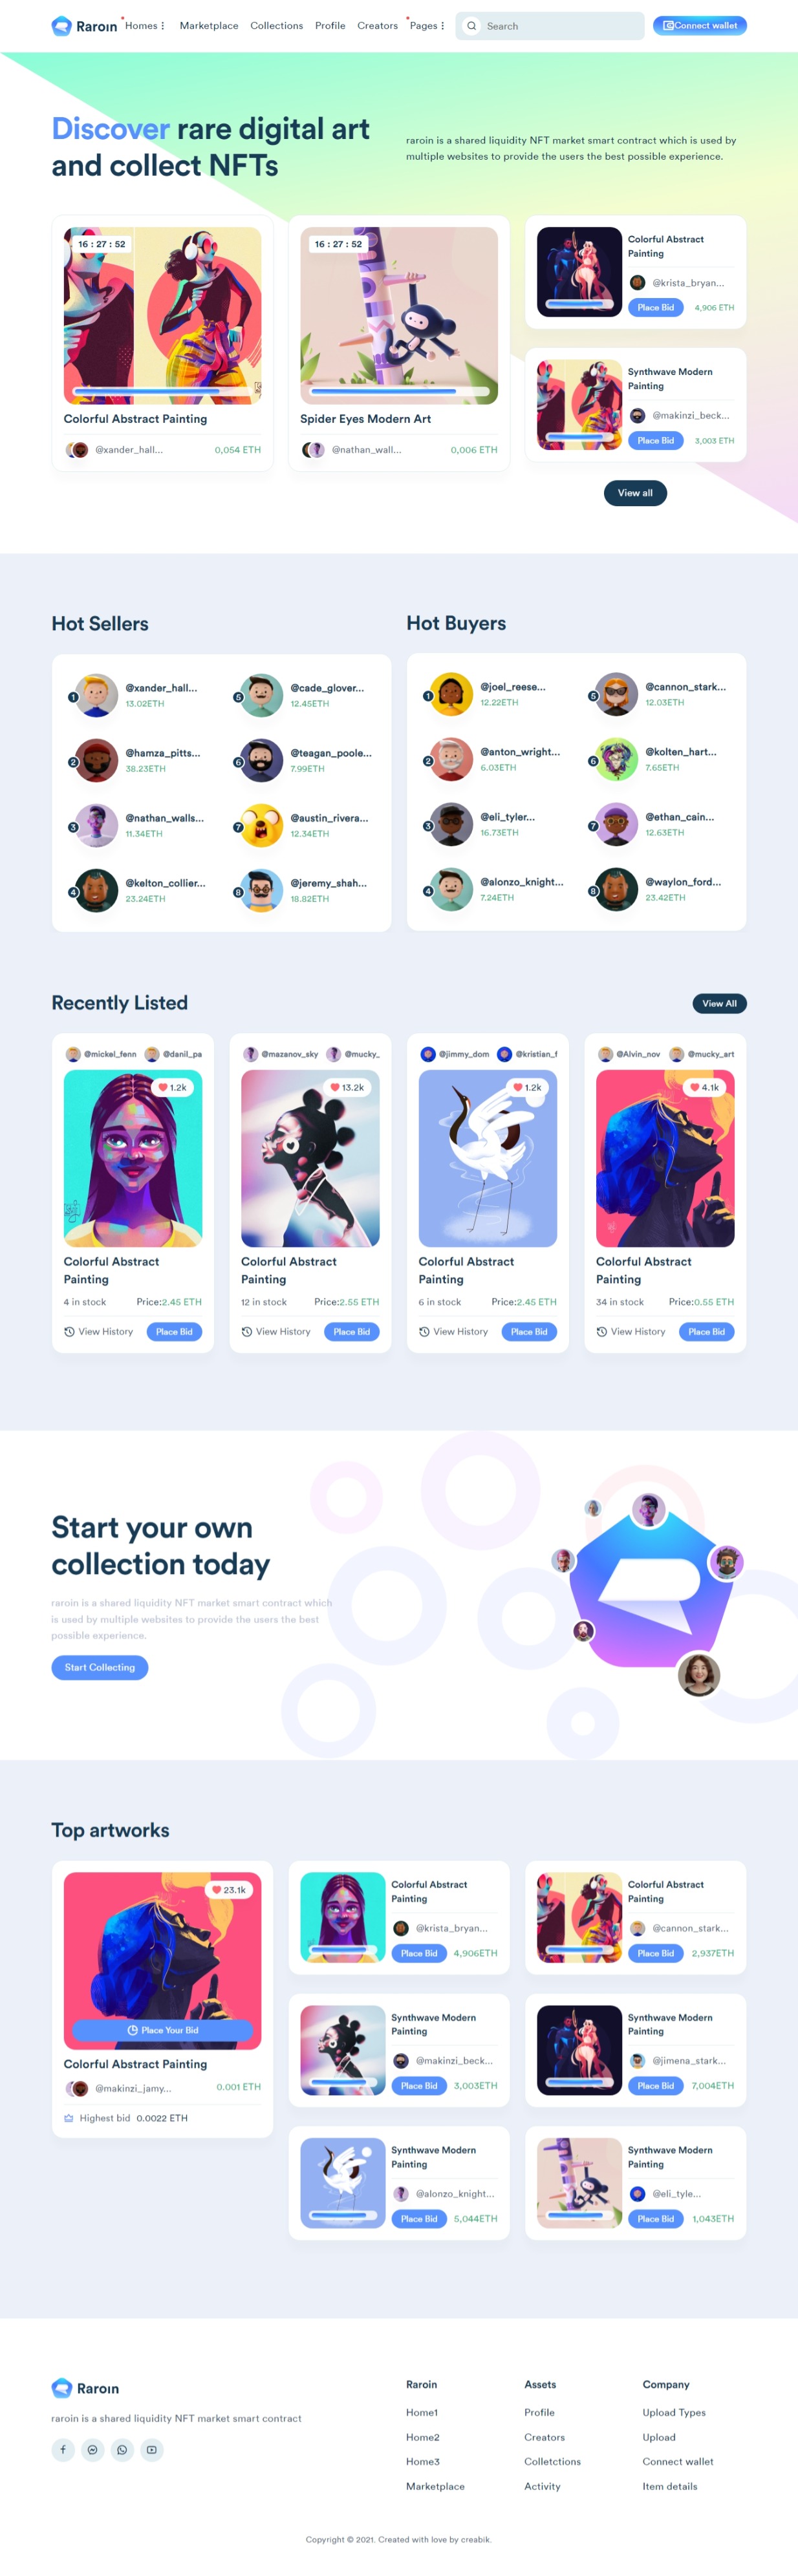 Raroin
Homes
Marketplace
Collections
Profile
Creators
Pages
Search
Connect wallet
Discover rare digital art
and collect NFTs
raroin is a shared liquidity NFT market smart contract which is used by
multiple websites to provide the users the best possible experience.
16 : 27 : 52
Colorful Abstract Painting
@xander_hall...
0,054 ETH
16 : 27 : 52
Spider Eyes Modern Art
@nathan_wall...
0,006 ETH
Colorful Abstract
Painting
@krista_bryan...
Place Bid
4,906 ETH
Synthwave Modern
Painting
@makinzi_beck...
Place Bid
3,003 ETH
View all
Hot Sellers
1
@xander_hall...
13.02ETH
2
@hamza_pitts...
38.23ETH
3
@nathan_walls...
11.34ETH
4
@kelton_collier...
23.24ETH
5
@cade_glover...
12.45ETH
6
@teagan_poole...
7.99ETH
7
@austin_rivera...
12.34ETH
8
@jeremy_shah...
18.82ETH
Hot Buyers
1
@joel_reese...
12.22ETH
2
@anton_wright...
6.03ETH
3
@eli_tyler...
16.73ETH
4
@alonzo_knight...
7.24ETH
5
@cannon_stark...
12.03ETH
6
@kolten_hart...
7.65ETH
7
@ethan_cain...
12.63ETH
8
@waylon_ford...
23.42ETH
Recently Listed
View All
@mickel_fenn
@danil_pa
1.2k
Colorful Abstract
Painting
4 in stock
Price:2.45 ETH
View History
Place Bid
@mazanov_sky
@mucky_
13.2k
Colorful Abstract
Painting
12 in stock
Price:2.55 ETH
View History
Place Bid
@jimmy_dom
@kristian_f
1.2k
Colorful Abstract
Painting
6 in stock
Price:2.45 ETH
View History
Place Bid
@Alvin_nov
@mucky_art
4.1k
Colorful Abstract
Painting
34 in stock
Price:0.55 ETH
View History
Place Bid
Start your own
collection today
raroin is a shared liquidity NFT market smart contract which
is used by multiple websites to provide the users the best
possible experience.
Start Collecting
Top artworks
23.1k
Place Your Bid
Colorful Abstract Painting
@makinzi_jamy...
0.001 ETH
Highest bid 0.0022 ETH
Colorful Abstract
Painting
@krista_bryan...
Place Bid
4,906ETH
Synthwave Modern
Painting
@makinzi_beck...
Place Bid
3,003ETH
Synthwave Modern
Painting
@alonzo_knight...
Place Bid
5,044ETH
Colorful Abstract
Painting
@cannon_stark...
Place Bid
2,937ETH
Synthwave Modern
Painting
@jimena_stark...
Place Bid
7,004ETH
Synthwave Modern
Painting
@eli_tyle...
Place Bid
1,043ETH
Raroin
raroin is a shared liquidity NFT market smart contract
Raroin
Home1
Home2
Home3
Marketplace
Assets
Profile
Creators
Colletctions
Activity
Company
Upload Types
Upload
Connect wallet
Item details
Copyright © 2021. Created with love by creabik.